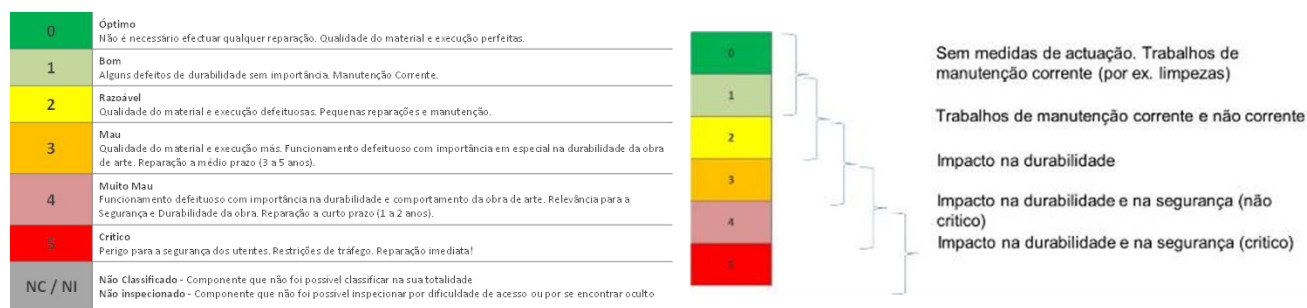 0
Óptimo
Não é necessário efectuar qualquer reparação. Qualidade do material e execução perfeitas.
1
Bom
Alguns defeitos de durabilidade sem importância. Manutenção Corrente.
2
Razoável
Qualidade do material e execução defeituosas. Pequenas reparações e manutenção.
3
Mau
Qualidade do material e execução más. Funcionamento defeituoso com importância em especial na durabilidade da obra
de arte. Reparação a médio prazo (3 a 5 anos).
4
Muito Mau
Funcionamento defeituoso com importância na durabilidade e comportamento da obra de arte. Relevância para a
Segurança e Durabilidade da obra. Reparação a curto prazo (1 a 2 anos).
5
Critico
Perigo para a segurança dos utentes. Restrições de tráfego. Reparação imediata!
NC / NI
Não Classificado - Componente que não foi possível classificar na sua totalidade
Não inspecionado - Componente que não foi possível inspecionar por dificuldade de acesso ou por se encontrar oculto
0
1
2
3
4
5
Sem medidas de actuação. Trabalhos de
manutenção corrente (por ex. limpezas)
Trabalhos de manutenção corrente e não corrente
Impacto na durabilidade
Impacto na durabilidade e na segurança (não
critico)
Impacto na durabilidade e na segurança (critico)